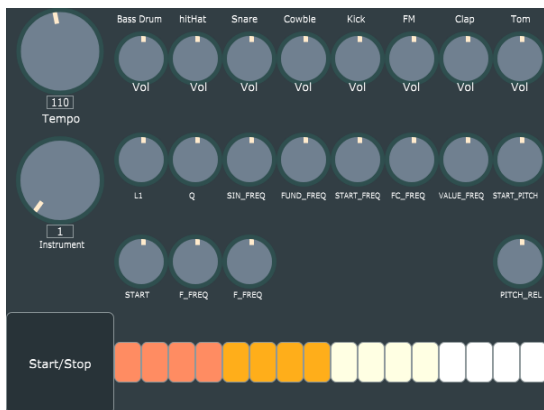 Bass Drum hitHat Snare Cowble Kick FM Clap Tom
Vol Vol Vol Vol Vol Vol Vol Vol
110
Tempo
L1 Q SIN_FREQ FUND_FREQ START_FREQ FC_FREQ VALUE_FREQ START_PITCH
1
Instrument
START F_FREQ F_FREQ PITCH_REL
Start/Stop